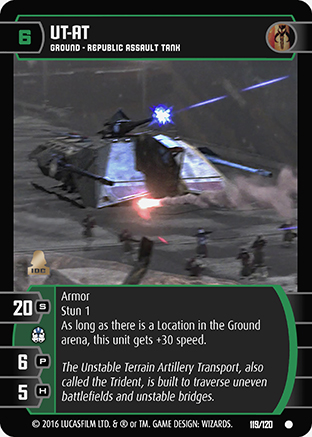 6
UT-AT
GROUND - REPUBLIC ASSAULT TANK
20 S
6 P
5 H
Armor
Stun 1
As long as there is a Location in the Ground
arena, this unit gets +30 speed.
The Unstable Terrain Artillery Transport, also
called the Trident, is built to traverse uneven
battlefields and unstable bridges.
© 2016 LUCASFILM LTD. & ® or TM. GAME DESIGN: WIZARDS.
119/120